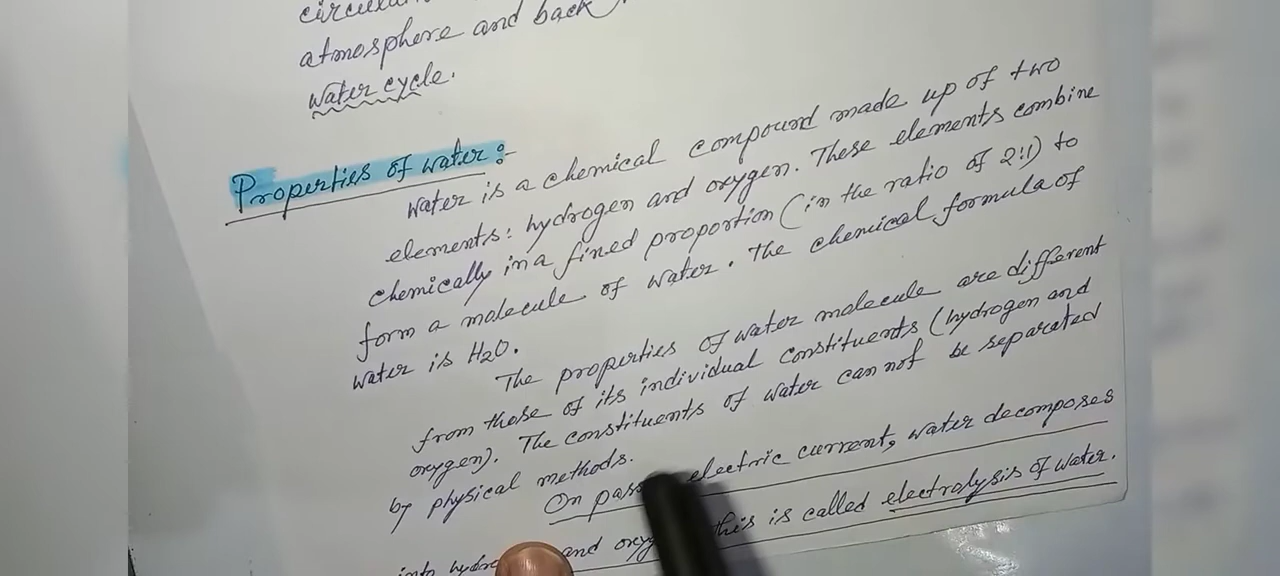 atmosphere and back
water cycle.
Properties of water :-
Water is a chemical compound made up of two
elements: hydrogen and oxygen. These elements combine
chemically in a fined proportion (in the ratio of 2:1) to
form a molecule of water. The chemical formula of
water is H2O.
The properties of water molecule are different
from those of its individual constituents (hydrogen and
oxygen). The constituents of water can not be separated
by physical methods.
On electric current, water decomposes
into and this is called electrolysis of water.